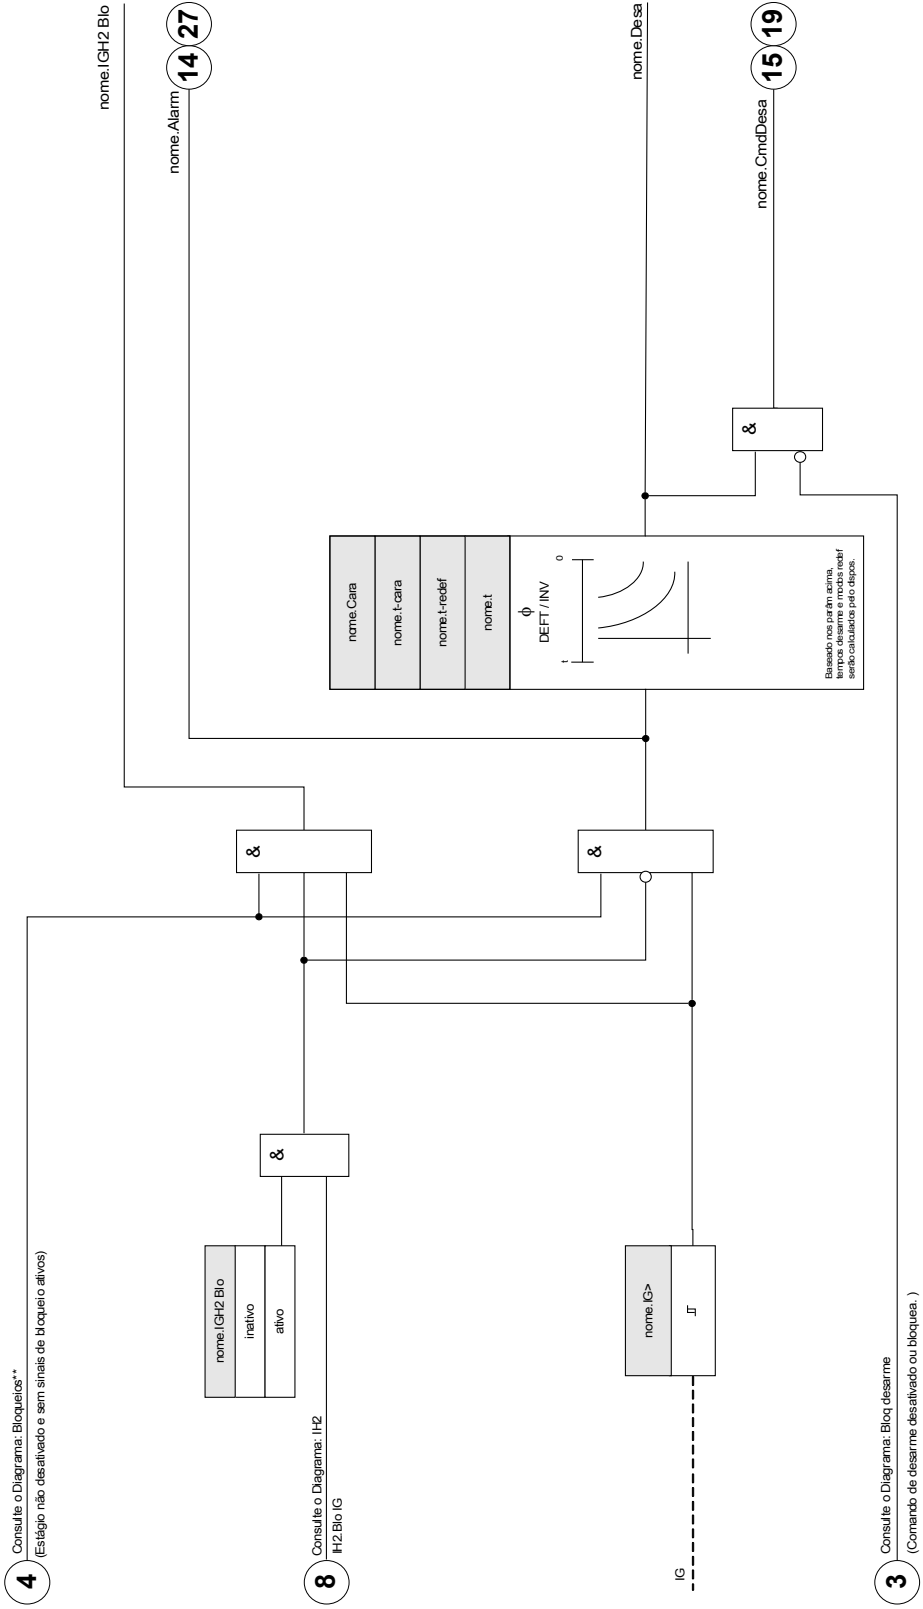 4
Consulte o Diagrama: Bloqueios**
(Estágio não desativado e sem sinais de bloqueio ativos)
nome.IGH2 Blo
nome.Alarm
14
27
nome.IGH2 Blo
inativo
ativo
&
&
8
Consulte o Diagrama: IH2
IH2.Blo IG
nome.Cara
nome.t-cara
nome.t-redef
nome.t
ϕ
DEFT / INV
t
0
Baseado nos parâm acima,
tempos desarme e modos redef
serão calculados pelo dispos.
&
nome.Desa
IG
nome.IG>
&
nome.CmdDesa
15
19
3
Consulte o Diagrama: Bloq desarme
(Comando de desarme desativado ou bloquea. )